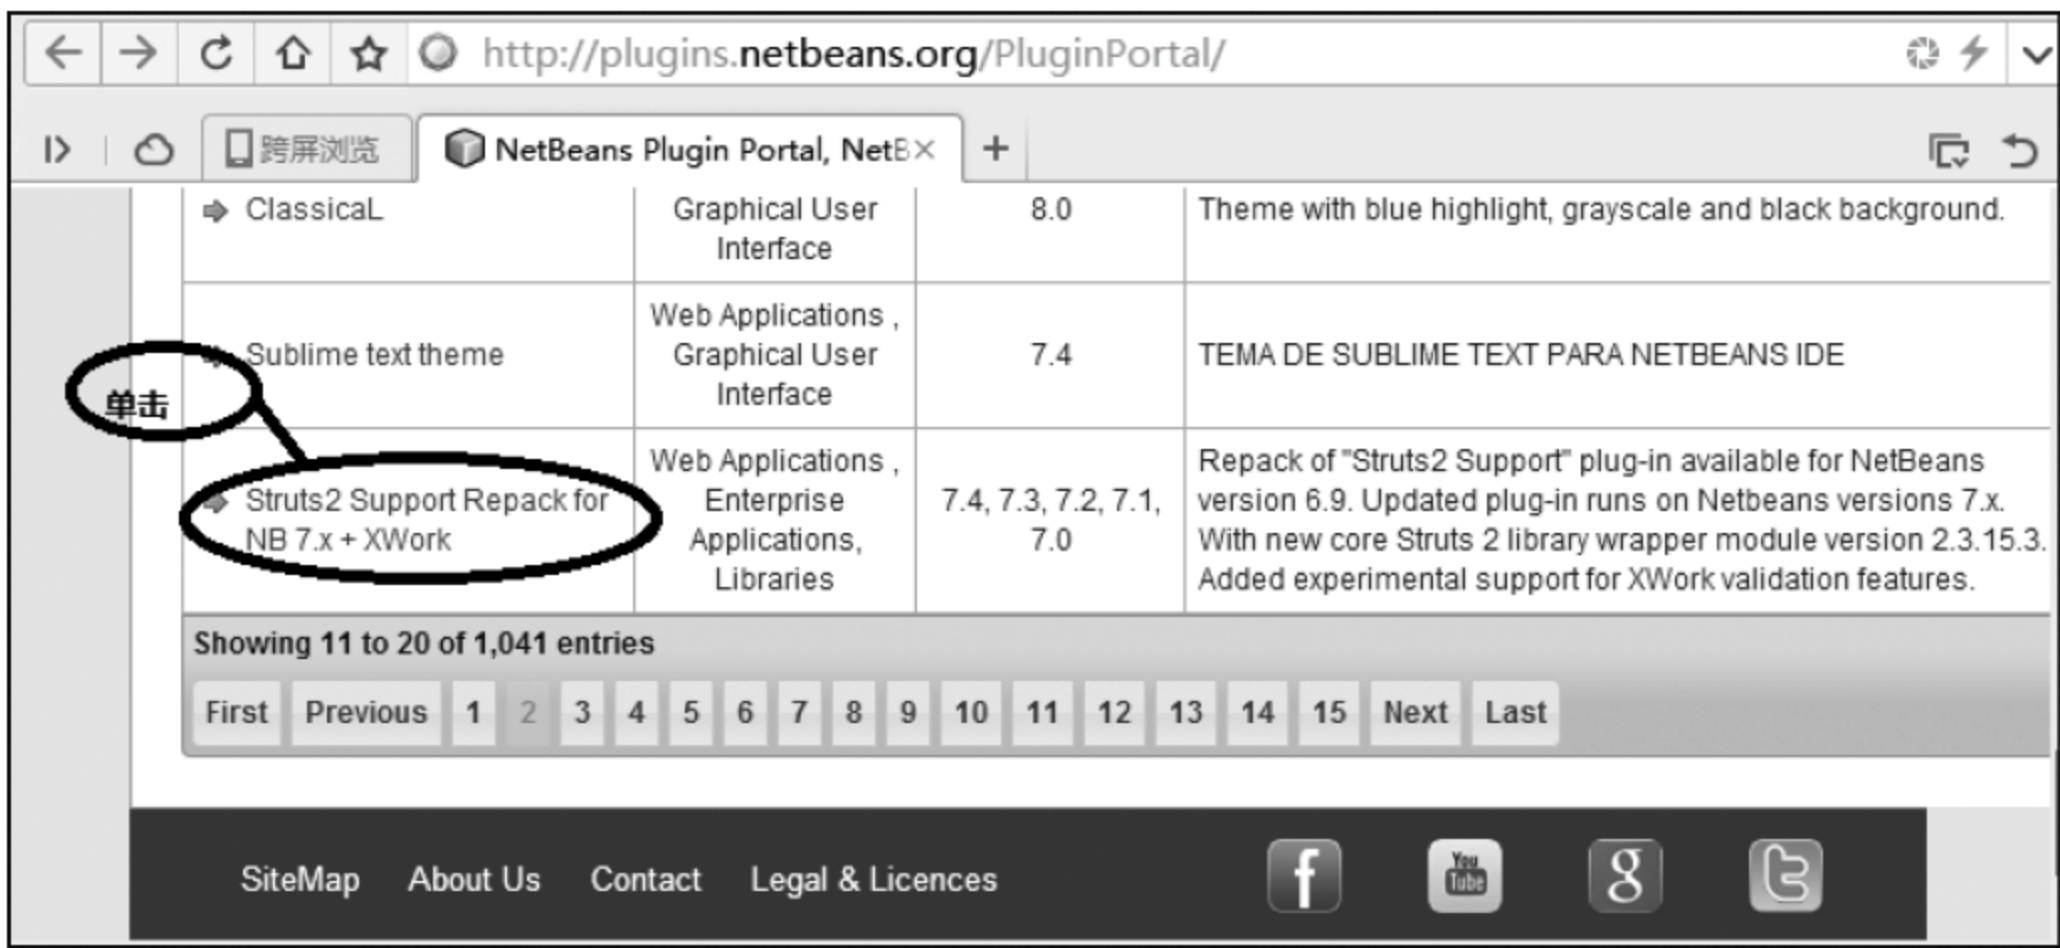 http://plugins.netbeans.org/PluginPortal/
跨屏浏览
NetBeans Plugin Portal, NetB
ClassicaL
Graphical User
Interface
8.0
Theme with blue highlight, grayscale and black background.
Sublime text theme
Web Applications ,
Graphical User
Interface
7.4
TEMA DE SUBLIME TEXT PARA NETBEANS IDE
单击
Struts2 Support Repack for
NB 7.x + XWork
Web Applications ,
Enterprise
Applications,
Libraries
7.4, 7.3, 7.2, 7.1,
7.0
Repack of "Struts2 Support" plug-in available for NetBeans
version 6.9. Updated plug-in runs on Netbeans versions 7.x.
With new core Struts 2 library wrapper module version 2.3.15.3.
Added experimental support for XWork validation features.
Showing 11 to 20 of 1,041 entries
First Previous 1 2 3 4 5 6 7 8 9 10 11 12 13 14 15 Next Last
SiteMap About Us Contact Legal & Licences
f
You
Tube
g
t